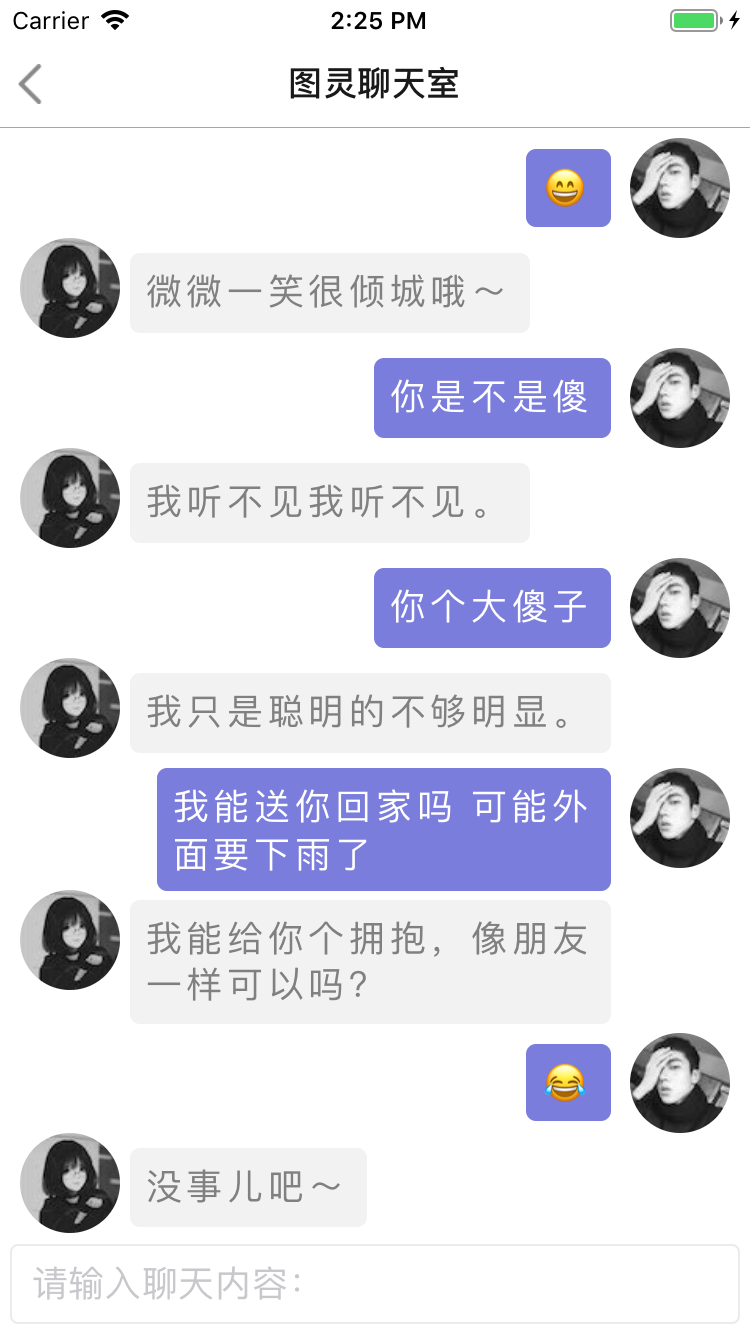 Carrier 2:25 PM
图灵聊天室
😄
微微一笑很倾城哦～
你是不是傻
我听不见我听不见。
你个大傻子
我只是聪明的不够明显。
我能送你回家吗 可能外
面要下雨了
我能给你个拥抱，像朋友
一样可以吗?
😂
没事儿吧～
请输入聊天内容：